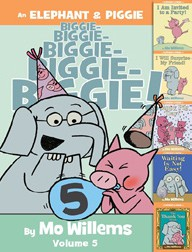 An ELEPHANT & PIGGIE
BIGGIE-
BIGGIE-
BIGGIE-
BIGGIE-
BIGGIE!
5
By Mo Willems
Volume 5
I Am Invited
to a Party!
I Will Surprise
My Friend!
Waiting Is
Not Easy!